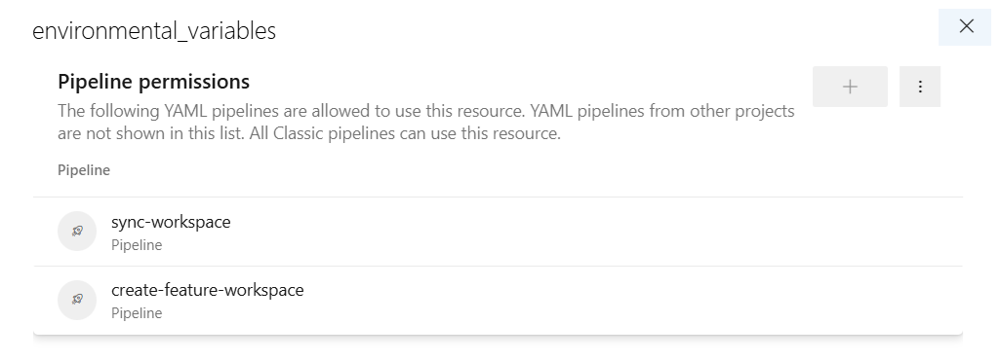 environmental_variables
Pipeline permissions
The following YAML pipelines are allowed to use this resource. YAML pipelines from other projects
are not shown in this list. All Classic pipelines can use this resource.
Pipeline
sync-workspace
Pipeline
create-feature-workspace
Pipeline